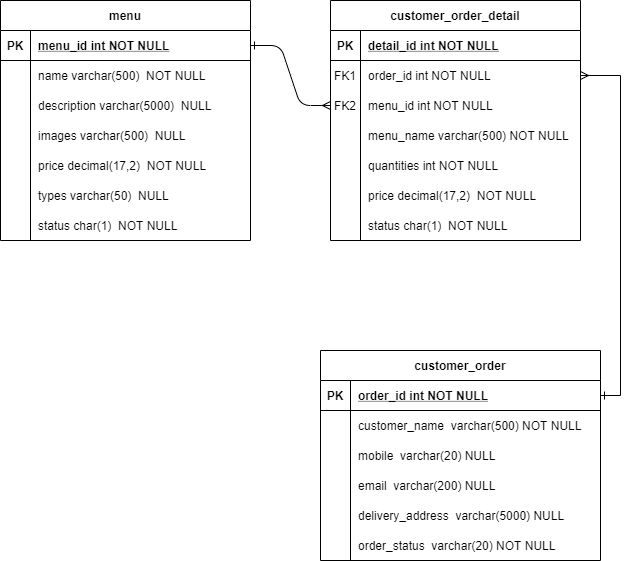 menu
PK menu_id int NOT NULL
name varchar(500) NOT NULL
description varchar(5000) NULL
images varchar(500) NULL
price decimal(17,2) NOT NULL
types varchar(50) NULL
status char(1) NOT NULL
customer_order_detail
PK detail_id int NOT NULL
FK1 order_id int NOT NULL
FK2 menu_id int NOT NULL
menu_name varchar(500) NOT NULL
quantities int NOT NULL
price decimal(17,2) NOT NULL
status char(1) NOT NULL
customer_order
PK order_id int NOT NULL
customer_name varchar(500) NOT NULL
mobile varchar(20) NULL
email varchar(200) NULL
delivery_address varchar(5000) NULL
order_status varchar(20) NOT NULL